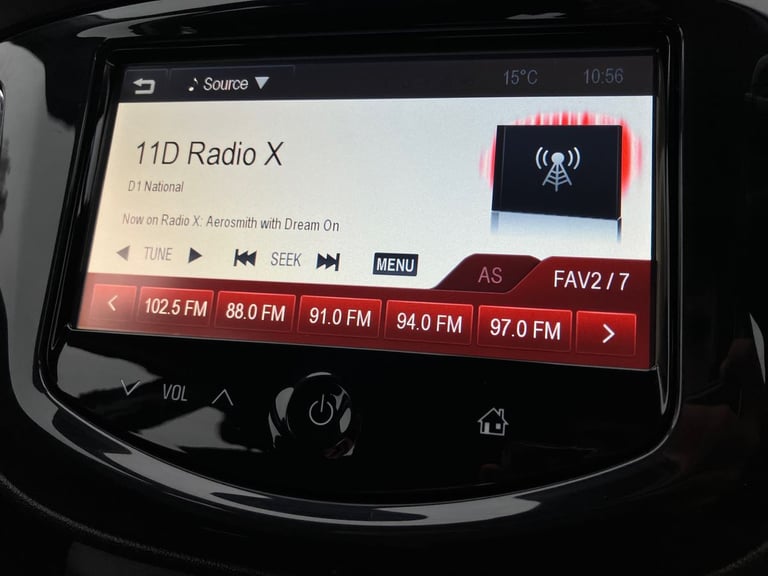 Source 15°C 10:56
11D Radio X
D1 National
Now on Radio X: Aerosmith with Dream On
TUNE SEEK MENU
AS FAV2 / 7
102.5 FM 88.0 FM 91.0 FM 94.0 FM 97.0 FM
VOL